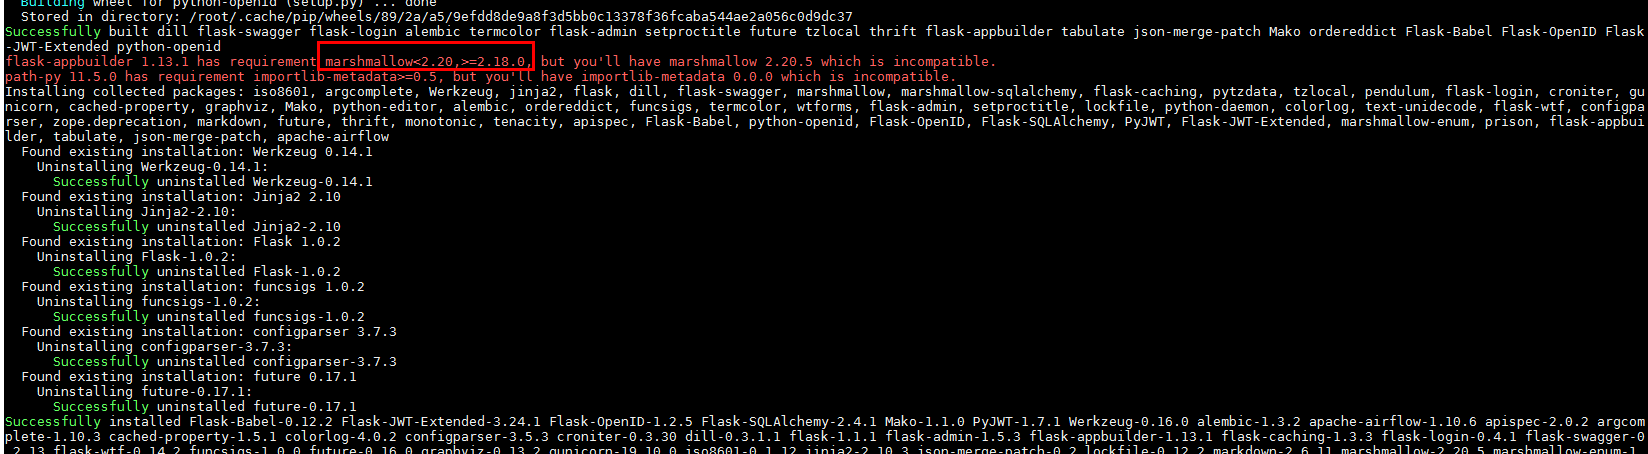 Building wheel for python-openid (setup.py) ... done
  Stored in directory: /root/.cache/pip/wheels/89/2a/a5/9efdd8de9a8f3d5bb0c13378f36fcaba544ae2a056c0d9dc37
Successfully built dill flask-swagger flask-login alembic termcolor flask-admin setproctitle future tzlocal thrift flask-appbuilder tabulate json-merge-patch Mako ordereddict Flask-Babel Flask-OpenID Flask
-JWT-Extended python-openid
flask-appbuilder 1.13.1 has requirement marshmallow<2.20,>=2.18.0, but you'll have marshmallow 2.20.5 which is incompatible.
path-py 11.5.0 has requirement importlib-metadata>=0.5, but you'll have importlib-metadata 0.0.0 which is incompatible.
Installing collected packages: iso8601, argcomplete, Werkzeug, jinja2, flask, dill, flask-swagger, marshmallow, marshmallow-sqlalchemy, flask-caching, pytzdata, tzlocal, pendulum, flask-login, croniter, gu
nicorn, cached-property, graphviz, Mako, python-editor, alembic, ordereddict, funcsigs, termcolor, wtforms, flask-admin, setproctitle, lockfile, python-daemon, colorlog, text-unidecode, flask-wtf, configpa
rser, zope.deprecation, markdown, future, thrift, monotonic, tenacity, apispec, Flask-Babel, python-openid, Flask-OpenID, Flask-SQLAlchemy, PyJWT, Flask-JWT-Extended, marshmallow-enum, prison, flask-appbui
lder, tabulate, json-merge-patch, apache-airflow
  Found existing installation: Werkzeug 0.14.1
    Uninstalling Werkzeug-0.14.1:
      Successfully uninstalled Werkzeug-0.14.1
  Found existing installation: Jinja2 2.10
    Uninstalling Jinja2-2.10:
      Successfully uninstalled Jinja2-2.10
  Found existing installation: Flask 1.0.2
    Uninstalling Flask-1.0.2:
      Successfully uninstalled Flask-1.0.2
  Found existing installation: funcsigs 1.0.2
    Uninstalling funcsigs-1.0.2:
      Successfully uninstalled funcsigs-1.0.2
  Found existing installation: configparser 3.7.3
    Uninstalling configparser-3.7.3:
      Successfully uninstalled configparser-3.7.3
  Found existing installation: future 0.17.1
    Uninstalling future-0.17.1:
      Successfully uninstalled future-0.17.1
Successfully installed Flask-Babel-0.12.2 Flask-JWT-Extended-3.24.1 Flask-OpenID-1.2.5 Flask-SQLAlchemy-2.4.1 Mako-1.1.0 PyJWT-1.7.1 Werkzeug-0.16.0 alembic-1.3.2 apache-airflow-1.10.6 apispec-2.0.2 argcom
plete-1.10.3 cached-property-1.5.1 colorlog-4.0.2 configparser-3.5.3 croniter-0.3.30 dill-0.3.1.1 flask-1.1.1 flask-admin-1.5.3 flask-appbuilder-1.13.1 flask-caching-1.3.3 flask-login-0.4.1 flask-swagger-0
.2.13 flask-wtf-0.14.2 funcsigs-1.0.0 future-0.16.0 graphviz-0.13.2 gunicorn-19.10.0 iso8601-0.1.12 jinja2-2.10.3 json-merge-patch-0.2 lockfile-0.12.2 markdown-2.6.11 marshmallow-2.20.5 marshmallow-enum-1